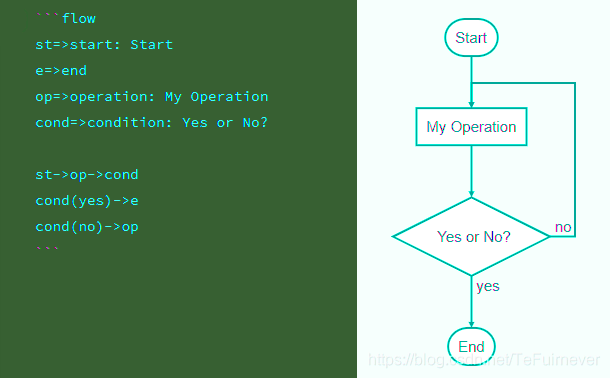 ```flow
st=>start: Start
e=>end
op=>operation: My Operation
cond=>condition: Yes or No?

st->op->cond
cond(yes)->e
cond(no)->op
```
Start
My Operation
Yes or No?
no
yes
End
https://blog.csdn.net/TeFuirnever